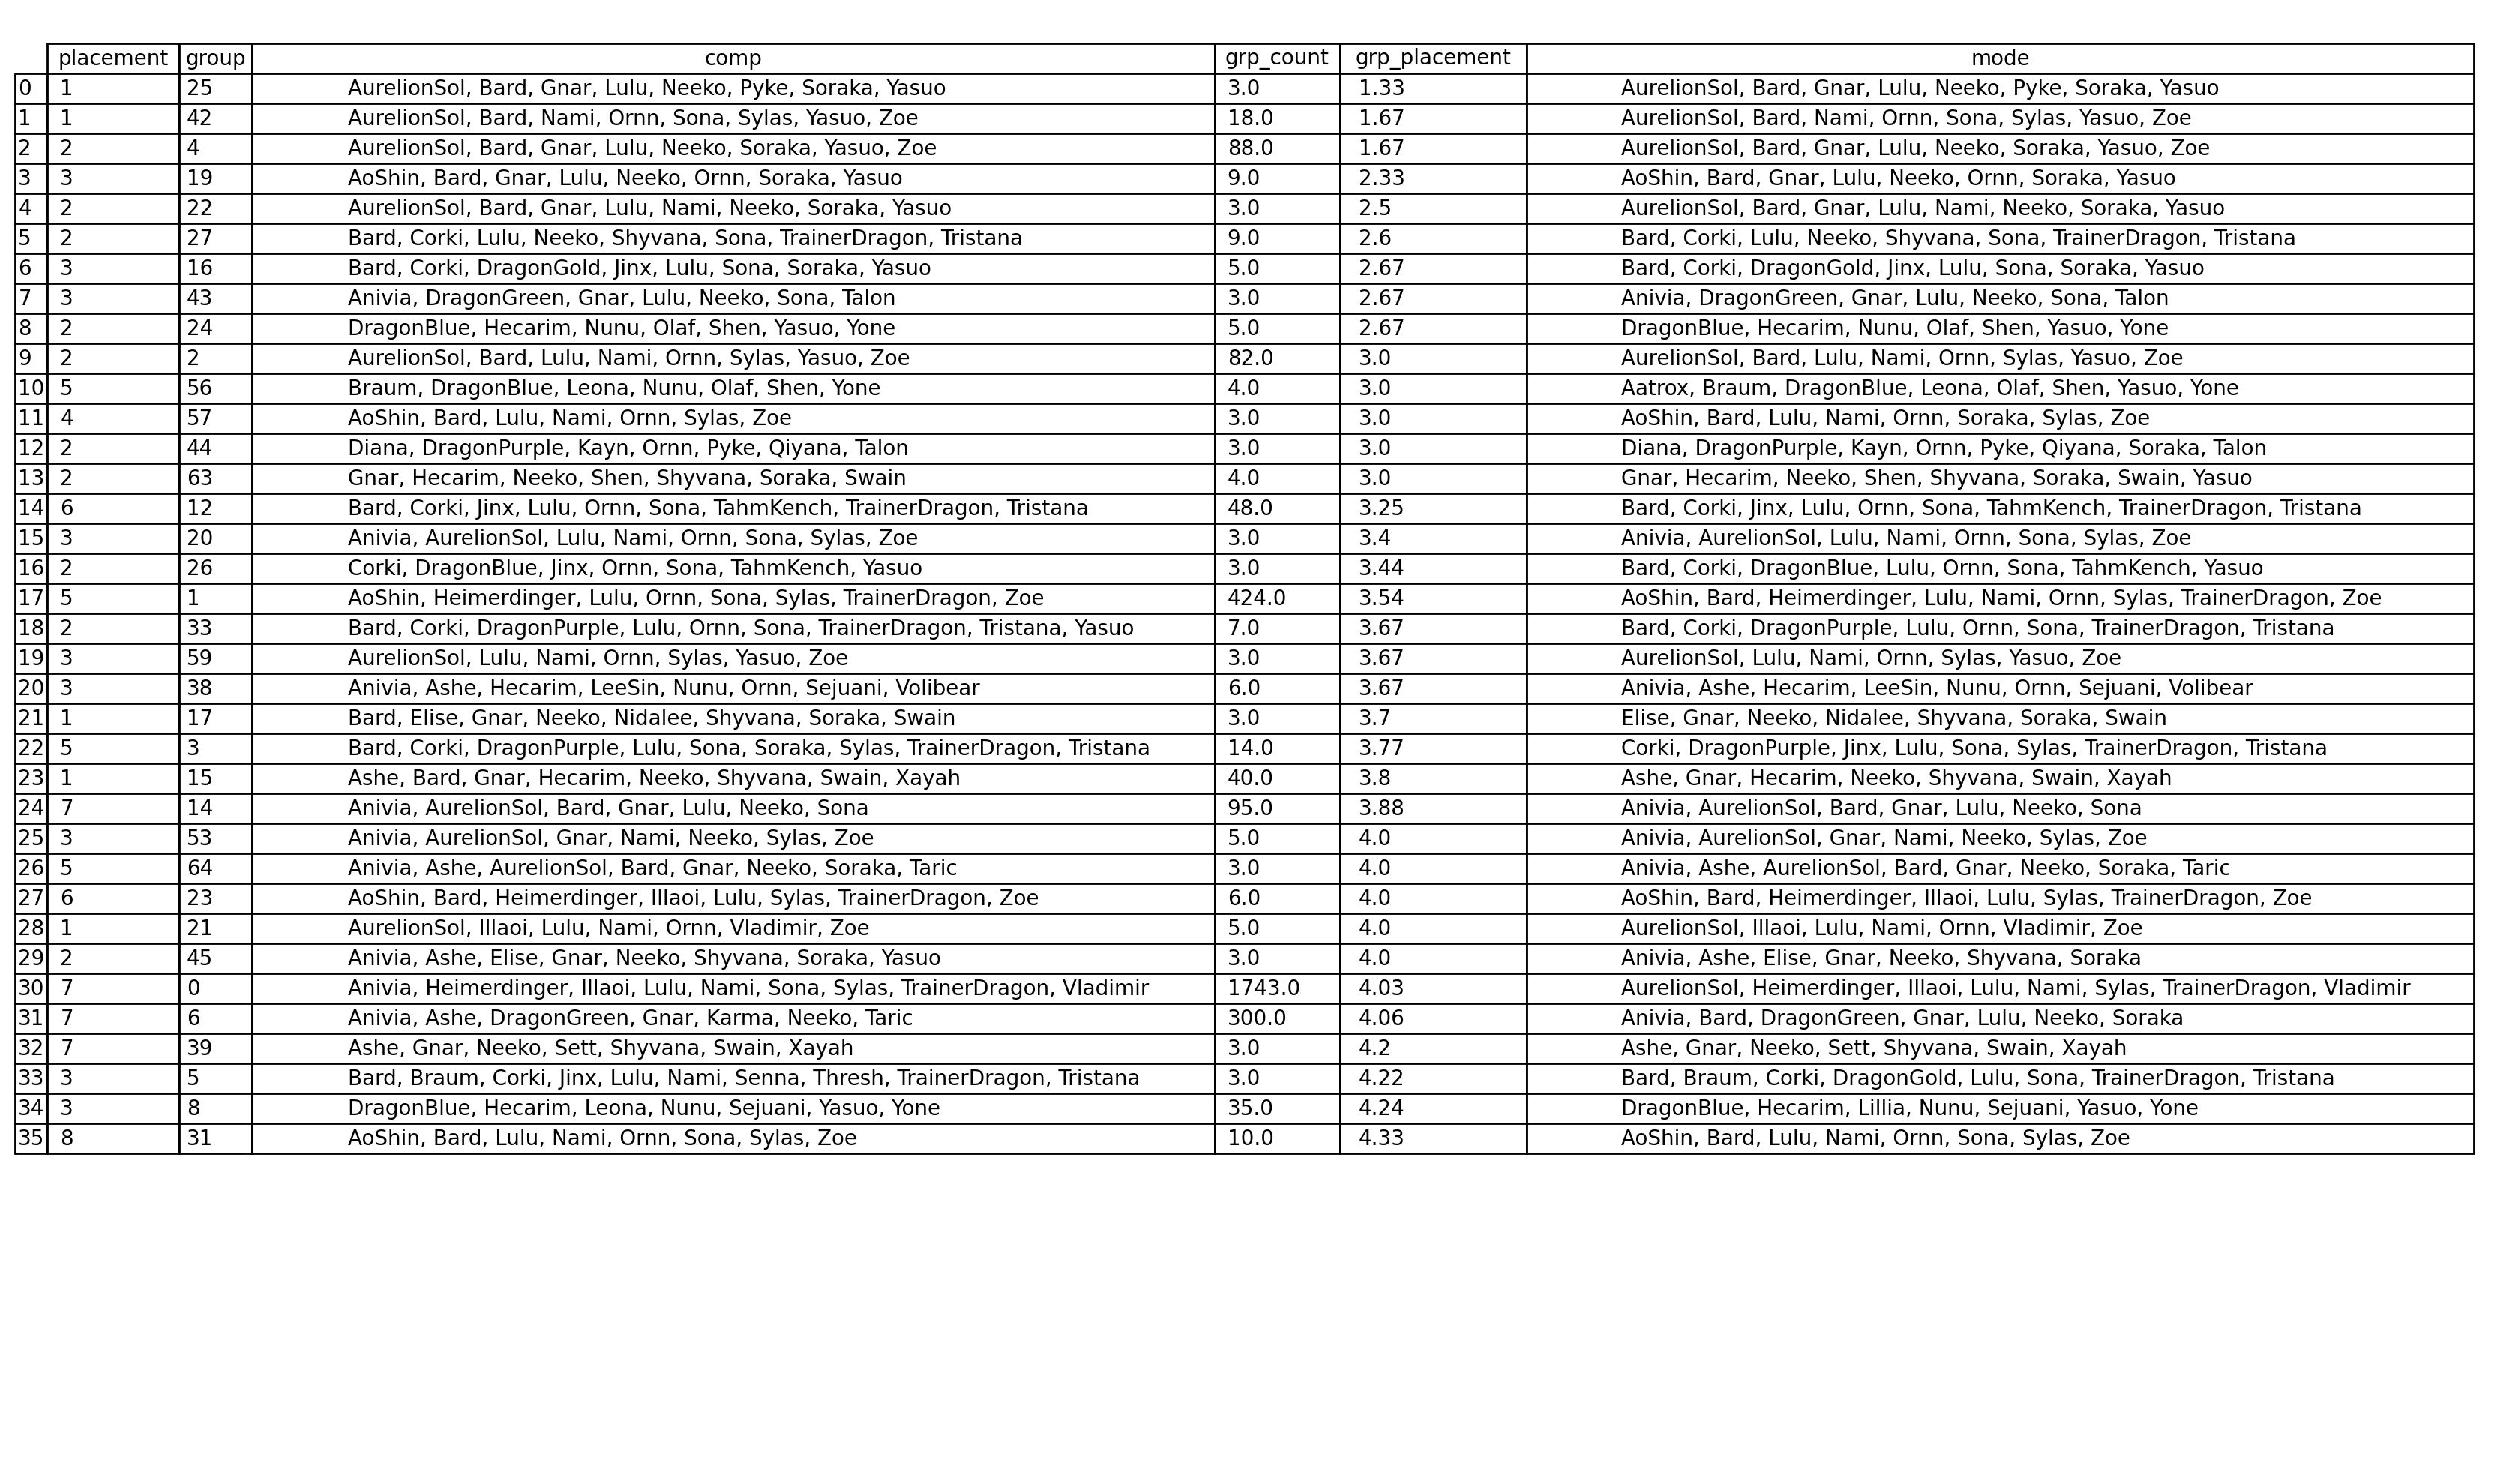 placement group comp grp_count grp_placement mode
0 1 25 AurelionSol, Bard, Gnar, Lulu, Neeko, Pyke, Soraka, Yasuo 3.0 1.33 AurelionSol, Bard, Gnar, Lulu, Neeko, Pyke, Soraka, Yasuo
1 1 42 AurelionSol, Bard, Nami, Ornn, Sona, Sylas, Yasuo, Zoe 18.0 1.67 AurelionSol, Bard, Nami, Ornn, Sona, Sylas, Yasuo, Zoe
2 2 4 AurelionSol, Bard, Gnar, Lulu, Neeko, Soraka, Yasuo, Zoe 88.0 1.67 AurelionSol, Bard, Gnar, Lulu, Neeko, Soraka, Yasuo, Zoe
3 3 19 AoShin, Bard, Gnar, Lulu, Neeko, Ornn, Soraka, Yasuo 9.0 2.33 AoShin, Bard, Gnar, Lulu, Neeko, Ornn, Soraka, Yasuo
4 2 22 AurelionSol, Bard, Gnar, Lulu, Nami, Neeko, Soraka, Yasuo 3.0 2.5 AurelionSol, Bard, Gnar, Lulu, Nami, Neeko, Soraka, Yasuo
5 2 27 Bard, Corki, Lulu, Neeko, Shyvana, Sona, TrainerDragon, Tristana 9.0 2.6 Bard, Corki, Lulu, Neeko, Shyvana, Sona, TrainerDragon, Tristana
6 3 16 Bard, Corki, DragonGold, Jinx, Lulu, Sona, Soraka, Yasuo 5.0 2.67 Bard, Corki, DragonGold, Jinx, Lulu, Sona, Soraka, Yasuo
7 3 43 Anivia, DragonGreen, Gnar, Lulu, Neeko, Sona, Talon 3.0 2.67 Anivia, DragonGreen, Gnar, Lulu, Neeko, Sona, Talon
8 2 24 DragonBlue, Hecarim, Nunu, Olaf, Shen, Yasuo, Yone 5.0 2.67 DragonBlue, Hecarim, Nunu, Olaf, Shen, Yasuo, Yone
9 2 2 AurelionSol, Bard, Lulu, Nami, Ornn, Sylas, Yasuo, Zoe 82.0 3.0 AurelionSol, Bard, Lulu, Nami, Ornn, Sylas, Yasuo, Zoe
10 5 56 Braum, DragonBlue, Leona, Nunu, Olaf, Shen, Yone 4.0 3.0 Aatrox, Braum, DragonBlue, Leona, Olaf, Shen, Yasuo, Yone
11 4 57 AoShin, Bard, Lulu, Nami, Ornn, Sylas, Zoe 3.0 3.0 AoShin, Bard, Lulu, Nami, Ornn, Soraka, Sylas, Zoe
12 2 44 Diana, DragonPurple, Kayn, Ornn, Pyke, Qiyana, Talon 3.0 3.0 Diana, DragonPurple, Kayn, Ornn, Pyke, Qiyana, Soraka, Talon
13 2 63 Gnar, Hecarim, Neeko, Shen, Shyvana, Soraka, Swain 4.0 3.0 Gnar, Hecarim, Neeko, Shen, Shyvana, Soraka, Swain, Yasuo
14 6 12 Bard, Corki, Jinx, Lulu, Ornn, Sona, TahmKench, TrainerDragon, Tristana 48.0 3.25 Bard, Corki, Jinx, Lulu, Ornn, Sona, TahmKench, TrainerDragon, Tristana
15 3 20 Anivia, AurelionSol, Lulu, Nami, Ornn, Sona, Sylas, Zoe 3.0 3.4 Anivia, AurelionSol, Lulu, Nami, Ornn, Sona, Sylas, Zoe
16 2 26 Corki, DragonBlue, Jinx, Ornn, Sona, TahmKench, Yasuo 3.0 3.44 Bard, Corki, DragonBlue, Lulu, Ornn, Sona, TahmKench, Yasuo
17 5 1 AoShin, Heimerdinger, Lulu, Ornn, Sona, Sylas, TrainerDragon, Zoe 424.0 3.54 AoShin, Bard, Heimerdinger, Lulu, Nami, Ornn, Sylas, TrainerDragon, Zoe
18 2 33 Bard, Corki, DragonPurple, Lulu, Ornn, Sona, TrainerDragon, Tristana, Yasuo 7.0 3.67 Bard, Corki, DragonPurple, Lulu, Ornn, Sona, TrainerDragon, Tristana
19 3 59 AurelionSol, Lulu, Nami, Ornn, Sylas, Yasuo, Zoe 3.0 3.67 AurelionSol, Lulu, Nami, Ornn, Sylas, Yasuo, Zoe
20 3 38 Anivia, Ashe, Hecarim, LeeSin, Nunu, Ornn, Sejuani, Volibear 6.0 3.67 Anivia, Ashe, Hecarim, LeeSin, Nunu, Ornn, Sejuani, Volibear
21 1 17 Bard, Elise, Gnar, Neeko, Nidalee, Shyvana, Soraka, Swain 3.0 3.7 Elise, Gnar, Neeko, Nidalee, Shyvana, Soraka, Swain
22 5 3 Bard, Corki, DragonPurple, Lulu, Sona, Soraka, Sylas, TrainerDragon, Tristana 14.0 3.77 Corki, DragonPurple, Jinx, Lulu, Sona, Sylas, TrainerDragon, Tristana
23 1 15 Ashe, Bard, Gnar, Hecarim, Neeko, Shyvana, Swain, Xayah 40.0 3.8 Ashe, Gnar, Hecarim, Neeko, Shyvana, Swain, Xayah
24 7 14 Anivia, AurelionSol, Bard, Gnar, Lulu, Neeko, Sona 95.0 3.88 Anivia, AurelionSol, Bard, Gnar, Lulu, Neeko, Sona
25 3 53 Anivia, AurelionSol, Gnar, Nami, Neeko, Sylas, Zoe 5.0 4.0 Anivia, AurelionSol, Gnar, Nami, Neeko, Sylas, Zoe
26 5 64 Anivia, Ashe, AurelionSol, Bard, Gnar, Neeko, Soraka, Taric 3.0 4.0 Anivia, Ashe, AurelionSol, Bard, Gnar, Neeko, Soraka, Taric
27 6 23 AoShin, Bard, Heimerdinger, Illaoi, Lulu, Sylas, TrainerDragon, Zoe 6.0 4.0 AoShin, Bard, Heimerdinger, Illaoi, Lulu, Sylas, TrainerDragon, Zoe
28 1 21 AurelionSol, Illaoi, Lulu, Nami, Ornn, Vladimir, Zoe 5.0 4.0 AurelionSol, Illaoi, Lulu, Nami, Ornn, Vladimir, Zoe
29 2 45 Anivia, Ashe, Elise, Gnar, Neeko, Shyvana, Soraka, Yasuo 3.0 4.0 Anivia, Ashe, Elise, Gnar, Neeko, Shyvana, Soraka
30 7 0 Anivia, Heimerdinger, Illaoi, Lulu, Nami, Sona, Sylas, TrainerDragon, Vladimir 1743.0 4.03 AurelionSol, Heimerdinger, Illaoi, Lulu, Nami, Sylas, TrainerDragon, Vladimir
31 7 6 Anivia, Ashe, DragonGreen, Gnar, Karma, Neeko, Taric 300.0 4.06 Anivia, Bard, DragonGreen, Gnar, Lulu, Neeko, Soraka
32 7 39 Ashe, Gnar, Neeko, Sett, Shyvana, Swain, Xayah 3.0 4.2 Ashe, Gnar, Neeko, Sett, Shyvana, Swain, Xayah
33 3 5 Bard, Braum, Corki, Jinx, Lulu, Nami, Senna, Thresh, TrainerDragon, Tristana 3.0 4.22 Bard, Braum, Corki, DragonGold, Lulu, Sona, TrainerDragon, Tristana
34 3 8 DragonBlue, Hecarim, Leona, Nunu, Sejuani, Yasuo, Yone 35.0 4.24 DragonBlue, Hecarim, Lillia, Nunu, Sejuani, Yasuo, Yone
35 8 31 AoShin, Bard, Lulu, Nami, Ornn, Sona, Sylas, Zoe 10.0 4.33 AoShin, Bard, Lulu, Nami, Ornn, Sona, Sylas, Zoe